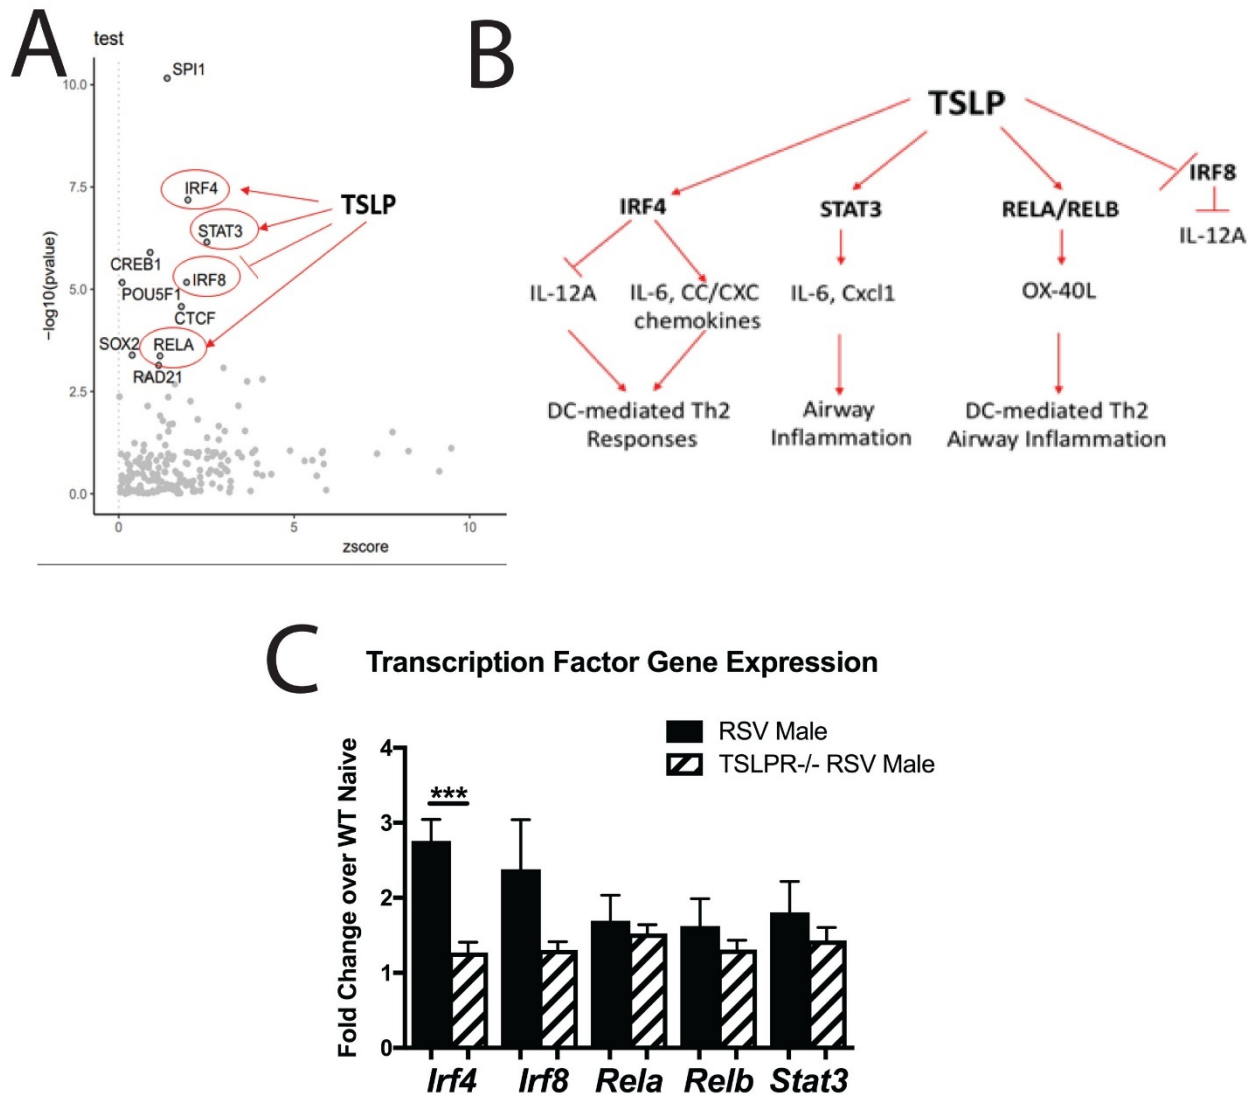 A
test
10.0
7.5
5.0
2.5
0.0
−log10(pvalue)
SPI1
IRF4
STAT3
CREB1
IRF8
POU5F1
CTCF
SOX2
RELA
RAD21
TSLP
0
5
10
zscore
B
TSLP
IRF4
STAT3
RELA/RELB
IRF8
IL-12A
IL-12A
IL-6, CC/CXC
chemokines
IL-6, Cxcl1
OX-40L
DC-mediated Th2
Responses
Airway
Inflammation
DC-mediated Th2
Airway Inflammation
C
Transcription Factor Gene Expression
RSV Male
TSLPR-/- RSV Male
Fold Change over WT Naive
4
3
2
1
0
***
Irf4
Irf8
Rela
Relb
Stat3